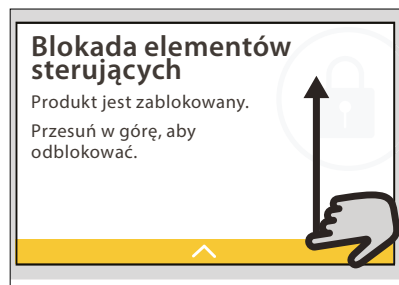 Blokada elementów
sterujących
Produkt jest zablokowany.
Przesuń w górę, aby
odblokować.